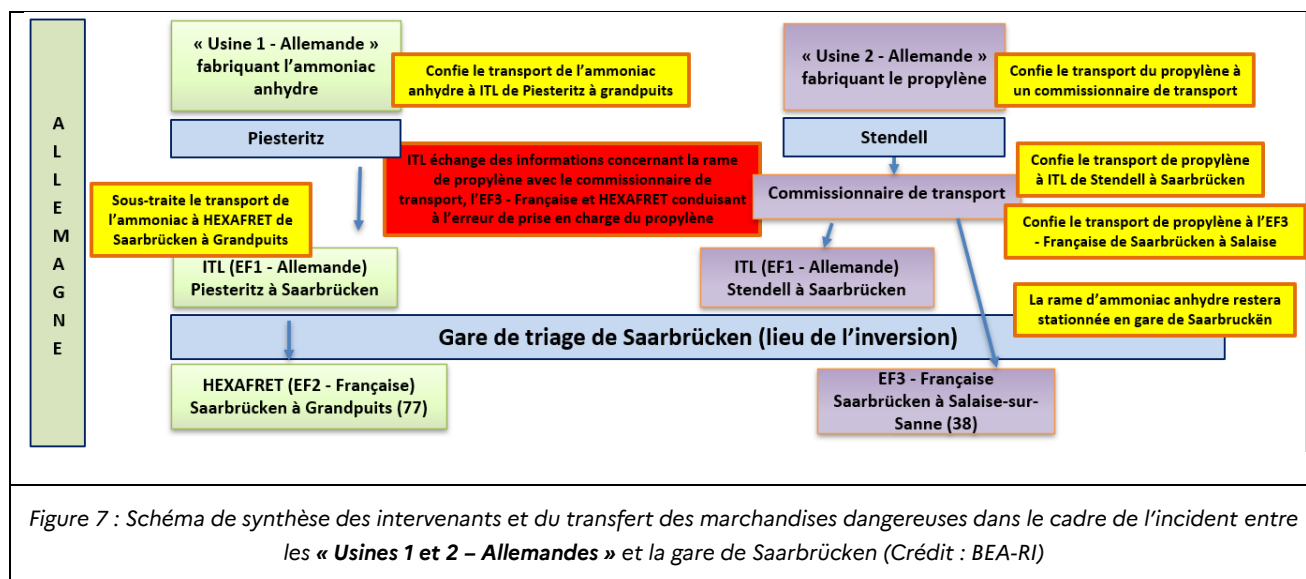 A
L
L
E
M
A
G
N
E
« Usine 1 - Allemande »
fabriquant l’ammoniac
anhydre
Confie le transport de l’ammoniac
anhydre à ITL de Piesteritz à grandpuits
« Usine 2 - Allemande »
fabriquant le propylène
Confie le transport du propylène à
un commissionnaire de transport
Piesteritz
Stendell
ITL échange des informations concernant la rame
de propylène avec le commissionaire de
transport, l’EF3 - Française et HEXAFRET conduisant
à l’erreur de prise en charge du propylène
Confie le transport de propylène
à ITL de Stendell à Saarbrücken
Commissionnaire de transport
Sous-traite le transport de
l’ammoniac à HEXAFRET de
Saarbrücken à Grandpuits
Confie le transport de propylène à l’EF3
- Française de Saarbrücken à Salaise
ITL (EF1 - Allemande)
Piesteritz à Saarbrücken
ITL (EF1 - Allemande)
Stendell à Saarbrücken
La rame d’ammoniac anhydre restera
stationnée en gare de Saarbruckën
Gare de triage de Saarbrücken (lieu de l’inversion)
HEXAFRET (EF2 - Française)
Saarbrücken à Grandpuits (77)
EF3 - Française
Saarbrücken à Salaise-sur-
Sanne (38)
Figure 7 : Schéma de synthèse des intervenants et du transfert des marchandises dangereuses dans le cadre de l’incident entre
les « Usines 1 et 2 – Allemandes » et la gare de Saarbrücken (Crédit : BEA-RI)